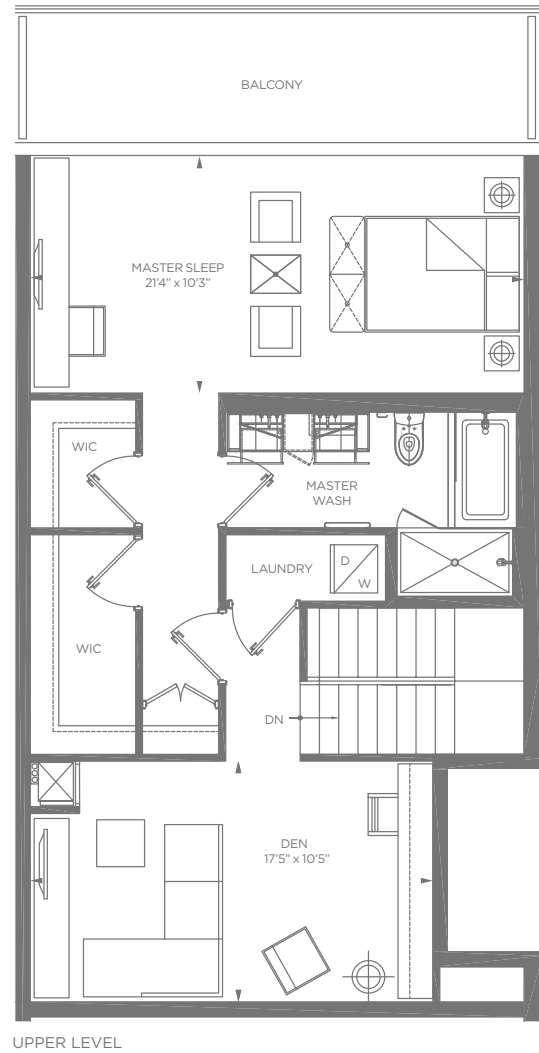 BALCONY
MASTER SLEEP
21'4" x 10'3"
WIC
MASTER
WASH
LAUNDRY
D
W
WIC
DN
DEN
17'5" x 10'5"
UPPER LEVEL